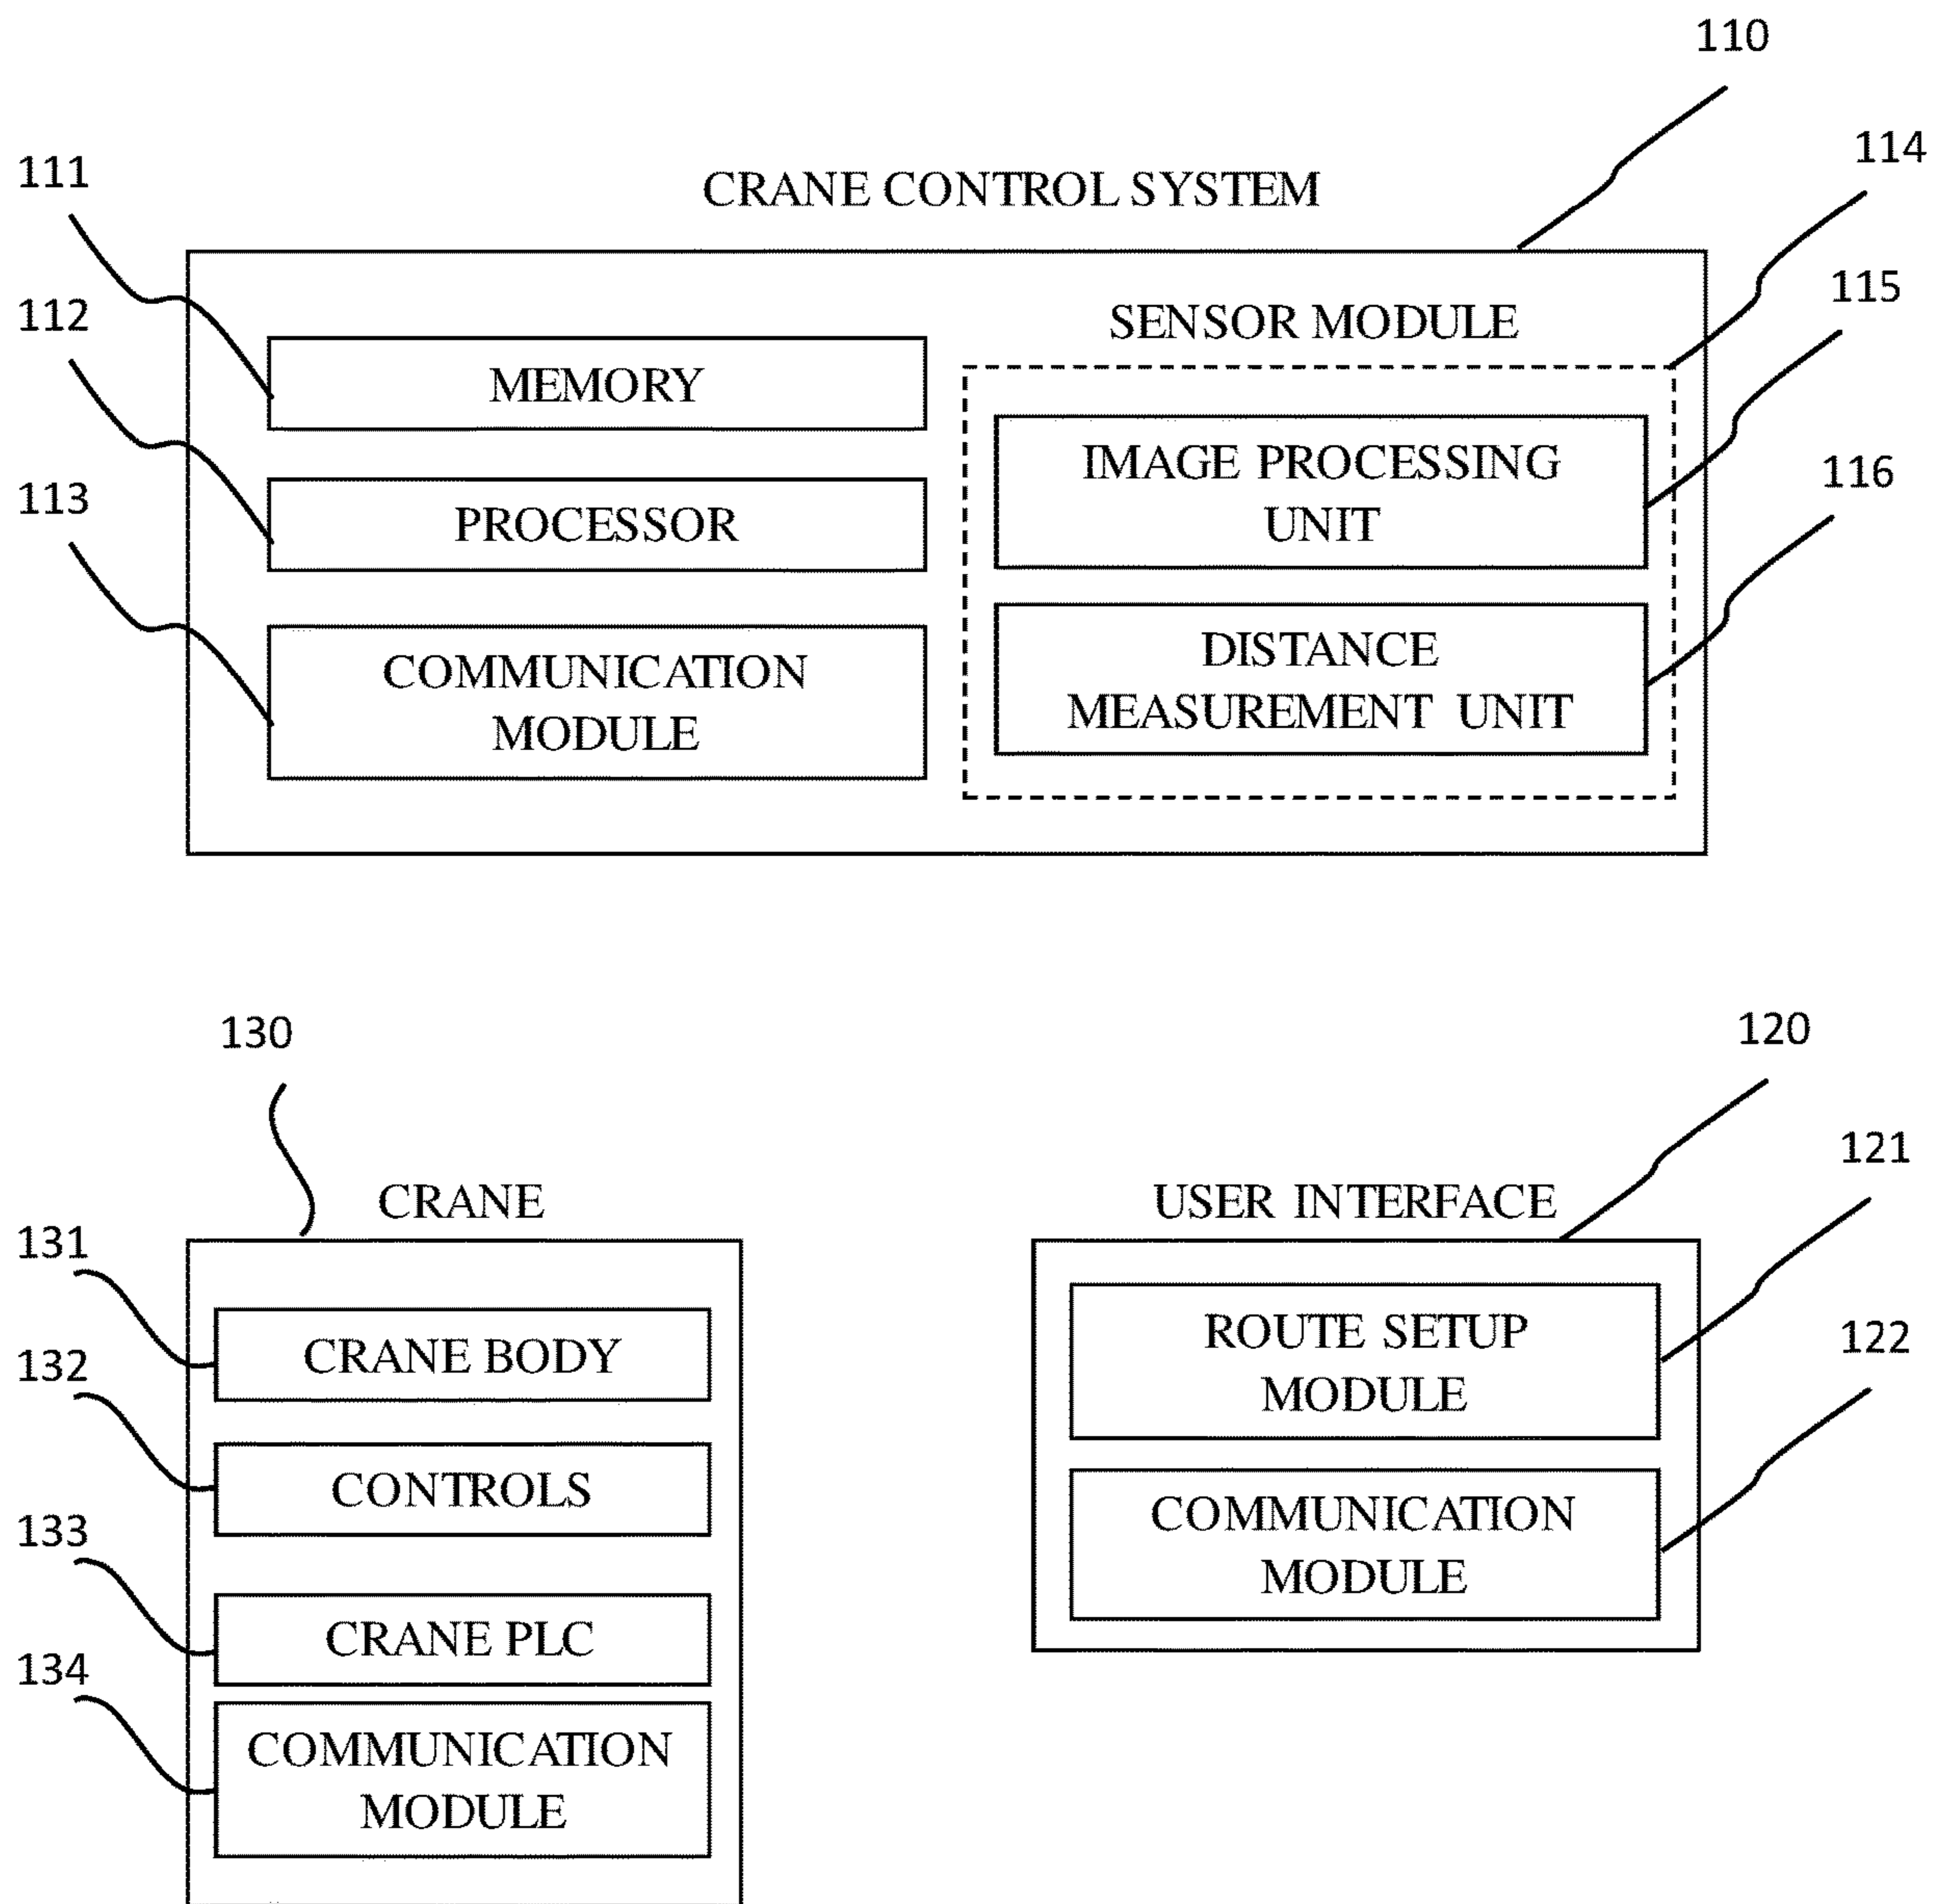 110
CRANE CONTROL SYSTEM
111
112
113
114
115
116
MEMORY
PROCESSOR
COMMUNICATION
MODULE
SENSOR MODULE
IMAGE PROCESSING
UNIT
DISTANCE
MEASUREMENT UNIT
130
CRANE
131
132
133
134
CRANE BODY
CONTROLS
CRANE PLC
COMMUNICATION
MODULE
120
USER INTERFACE
121
122
ROUTE SETUP
MODULE
COMMUNICATION
MODULE